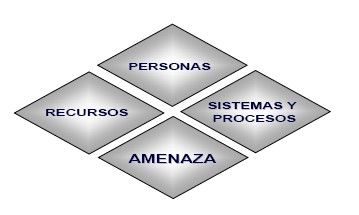 PERSONAS
RECURSOS
SISTEMAS Y
PROCESOS
AMENAZA